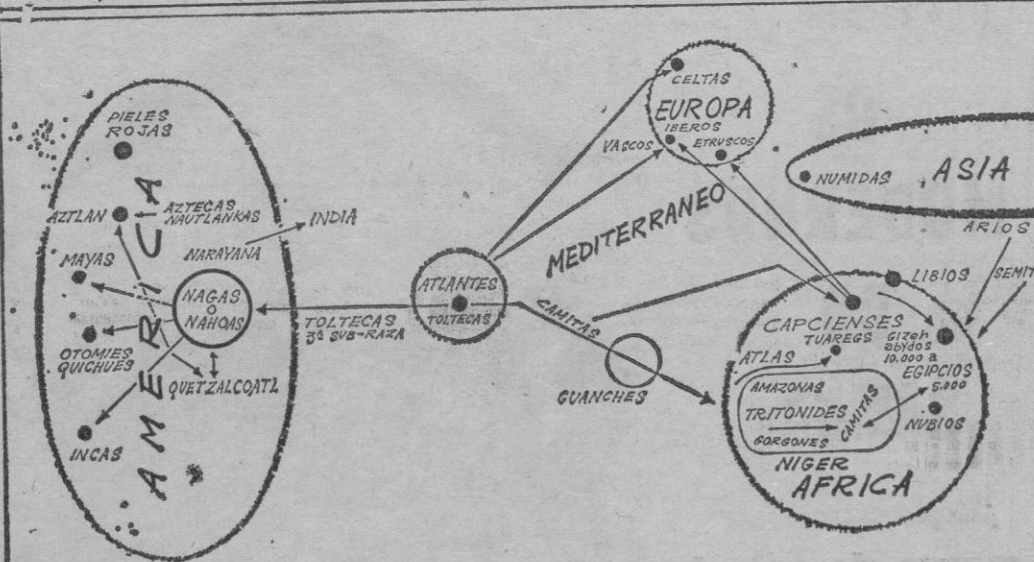 PIELES
ROJAS
AZTLAN
AZTECAS
NAUTLANKAS
INDIA
NARAYANA
MAYAS
NAGAS
O
NAHOAS
OTOMIES
QUICHUES
QUETZALCOATL
INCAS
AMERICA
TOLTECAS
3ª SUB-RAZA
ATLANTES
TOLTECAS
CAMITAS
GUANCHES
CELTAS
EUROPA
IBEROS
VASCOS
ETRUSCOS
MEDITERRANEO
NUMIDAS
ASIA
ARIOS
SEMIT
LIBIOS
CAPCIENSES
TUAREGS
Gizeh
abydos
10.000 a
EGIPCIOS
5.000
ATLAS
AMAZONAS
TRITONIDES
GORGONES
CAMITAS
NUBIOS
NIGER
AFRICA